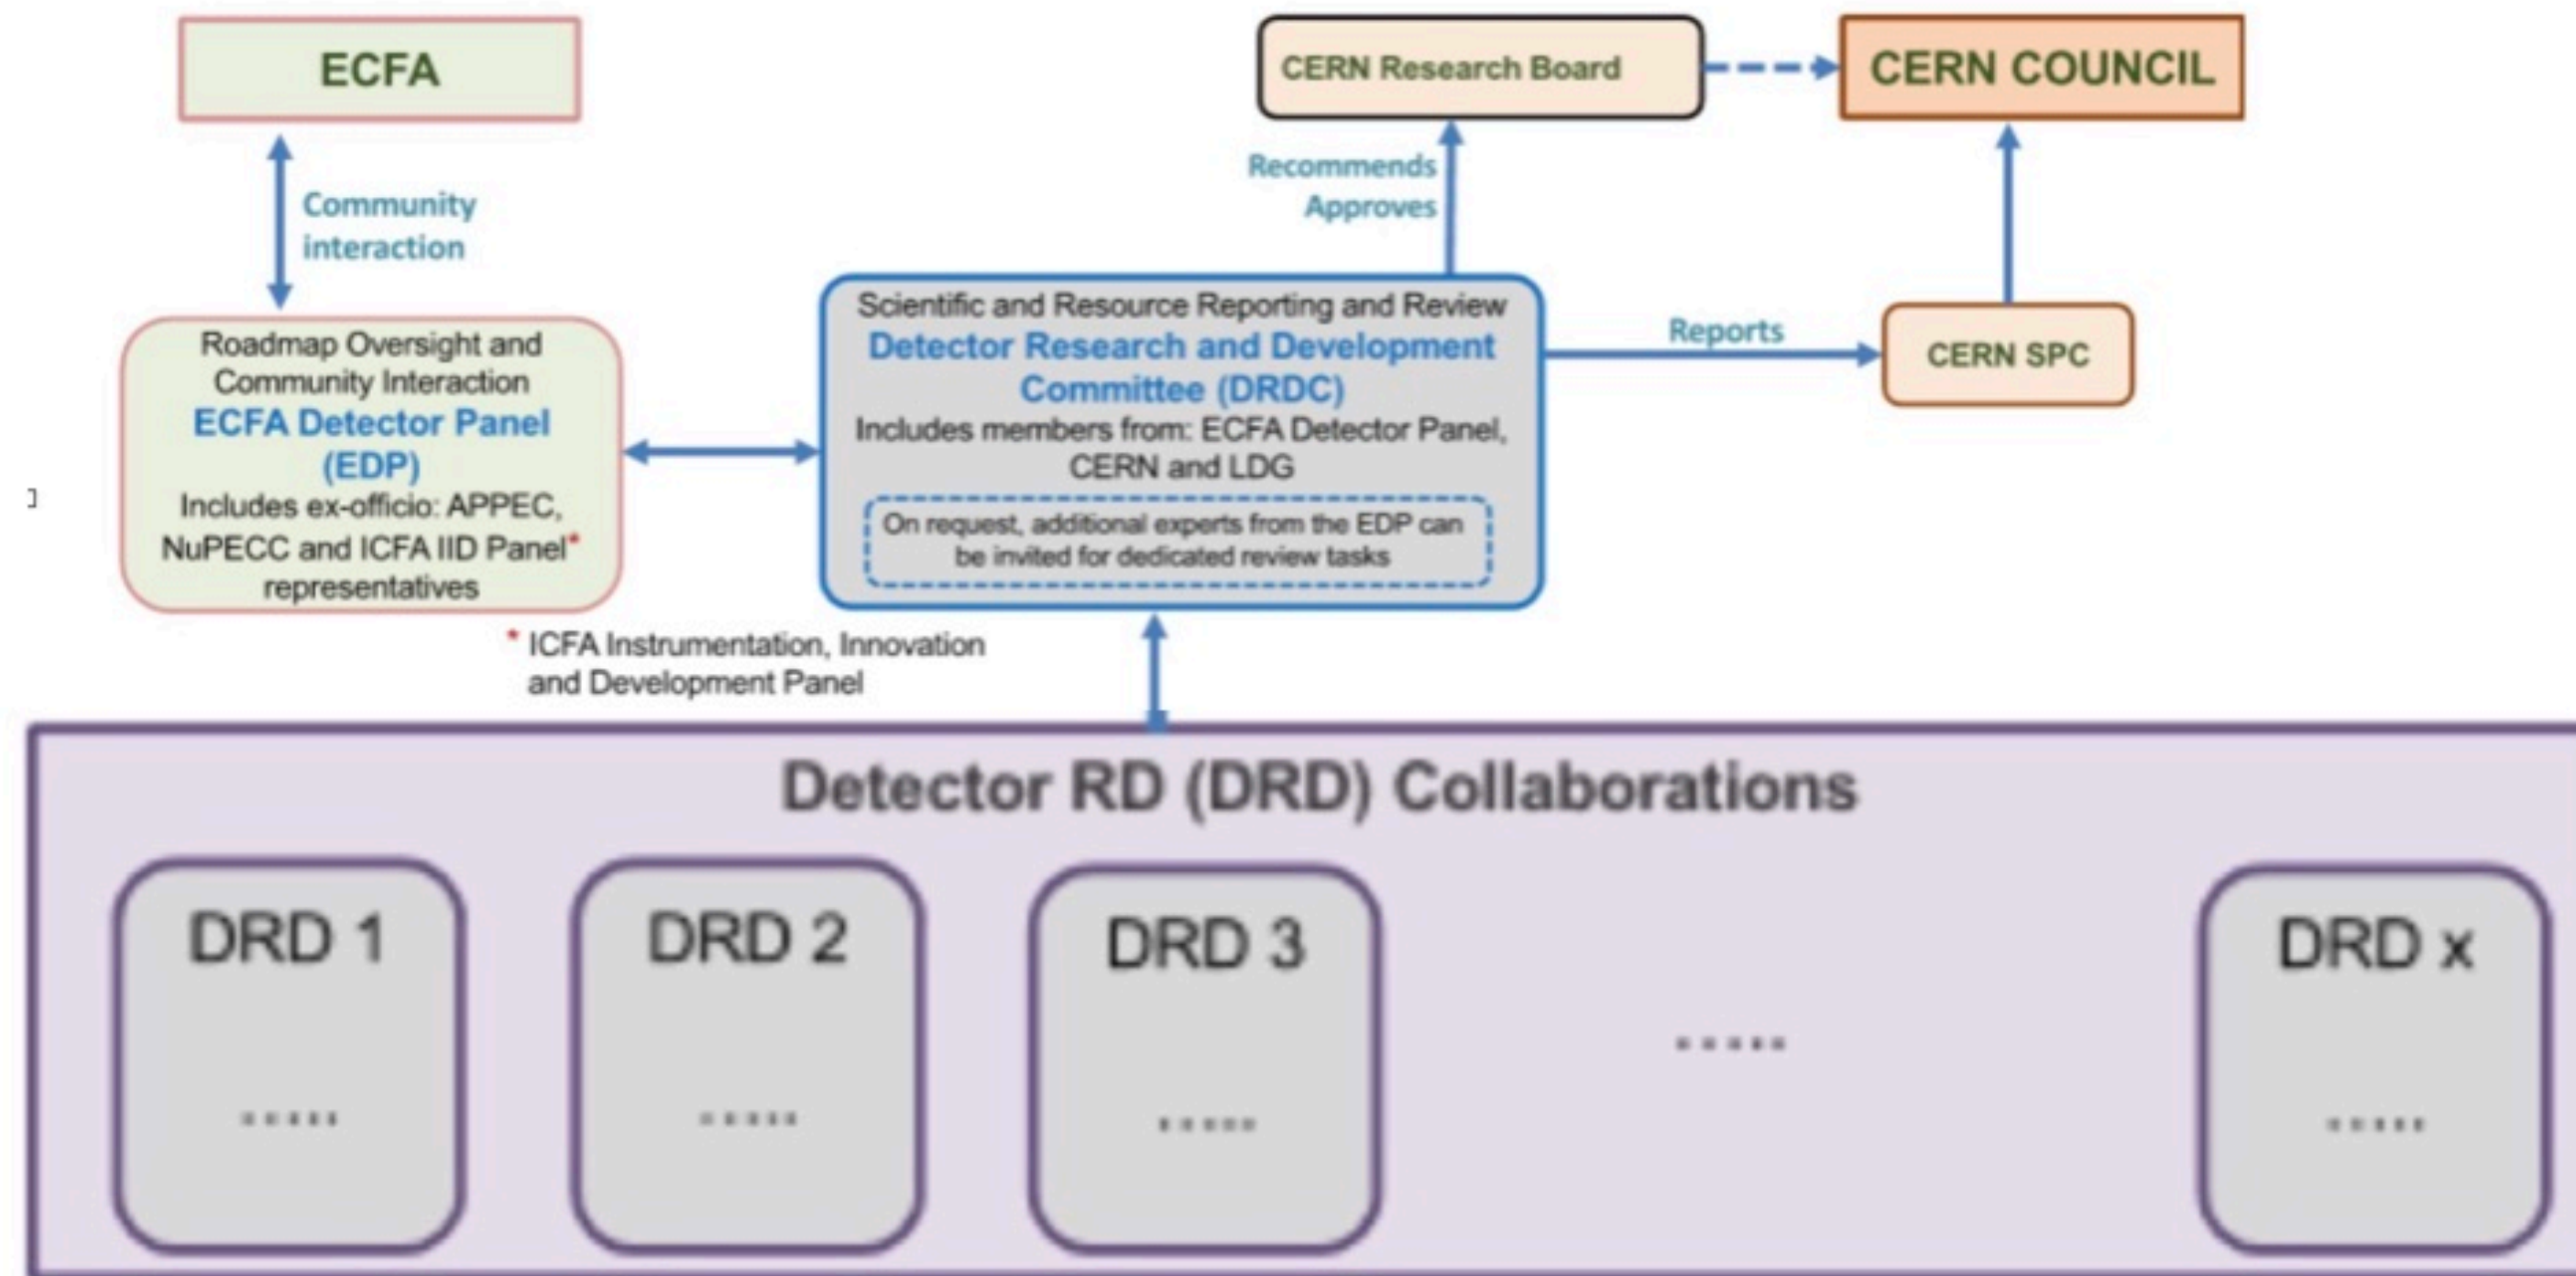 ECFA
CERN Research Board
CERN COUNCIL
Community
interaction
Recommends
Approves
Roadmap Oversight and
Community Interaction
ECFA Detector Panel
(EDP)
Includes ex-officio: APPEC,
NuPECC and ICFA IID Panel*
representatives
Scientific and Resource Reporting and Review
Detector Research and Development
Committee (DRDC)
Includes members from: ECFA Detector Panel,
CERN and LDG
On request, additional experts from the EDP can
be invited for dedicated review tasks
Reports
CERN SPC
* ICFA Instrumentation, Innovation
and Development Panel
Detector RD (DRD) Collaborations
DRD 1
.....
DRD 2
.....
DRD 3
.....
.....
DRD x
.....